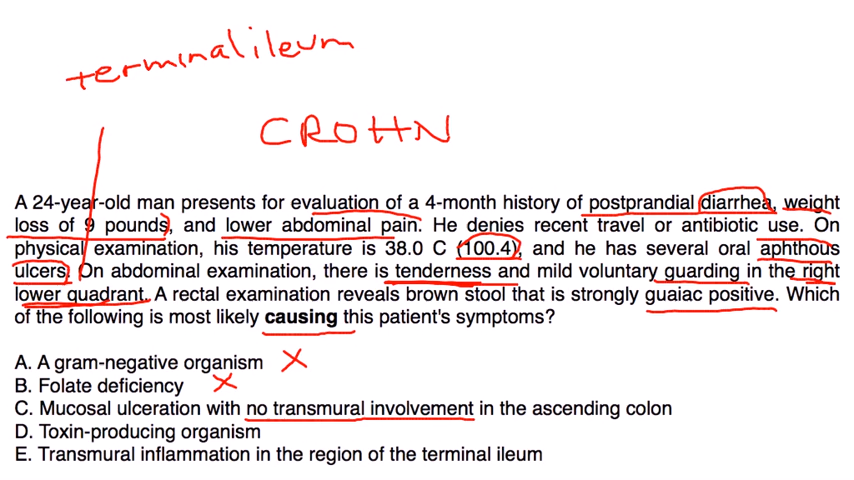 terminal ileum
CROHN
A 24-year-old man presents for evaluation of a 4-month history of postprandial diarrhea, weight
loss of 9 pounds, and lower abdominal pain. He denies recent travel or antibiotic use. On
physical examination, his temperature is 38.0 C (100.4), and he has several oral aphthous
ulcers. On abdominal examination, there is tenderness and mild voluntary guarding in the right
lower quadrant. A rectal examination reveals brown stool that is strongly guaiac positive. Which
of the following is most likely causing this patient's symptoms?
A. A gram-negative organism X
B. Folate deficiency X
C. Mucosal ulceration with no transmural involvement in the ascending colon
D. Toxin-producing organism
E. Transmural inflammation in the region of the terminal ileum